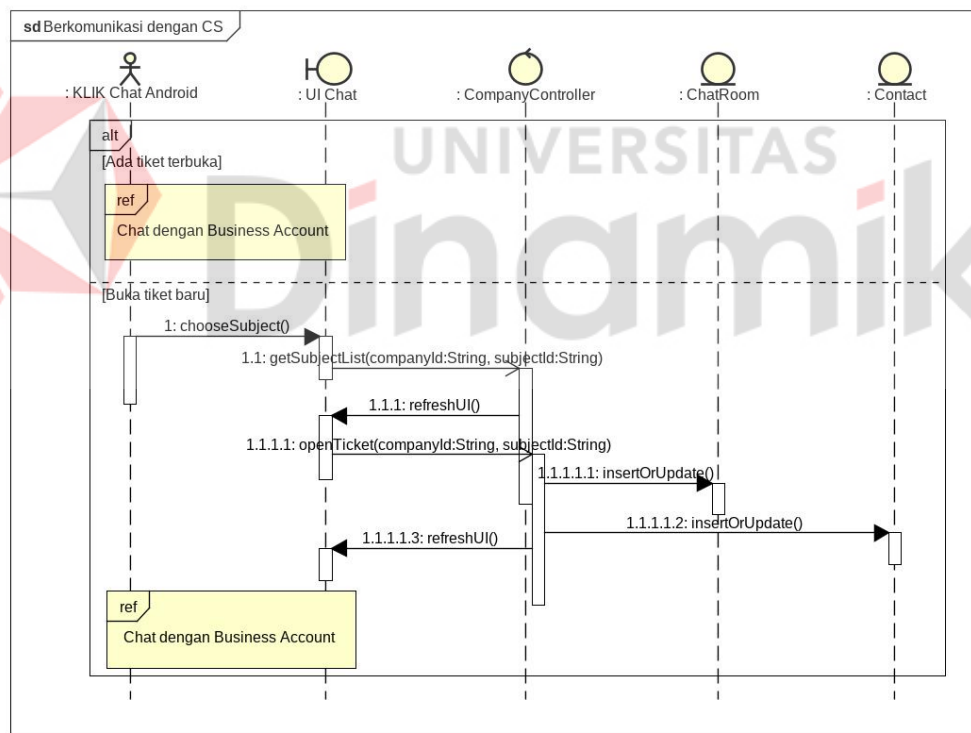 sd Berkomunikasi dengan CS
: KLIK Chat Android
: UI Chat
: CompanyController
: ChatRoom
: Contact
alt
[Ada tiket terbuka]
UNIVERSITAS
Dinamik
ref
Chat dengan Business Account
[Buka tiket baru]
1: chooseSubject()
1.1: getSubjectList(companyId:String, subjectId:String)
1.1.1: refreshUI()
1.1.1.1: openTicket(companyId:String, subjectId:String)
1.1.1.1.1: insertOrUpdate()
1.1.1.1.2: insertOrUpdate()
1.1.1.1.3: refreshUI()
ref
Chat dengan Business Account